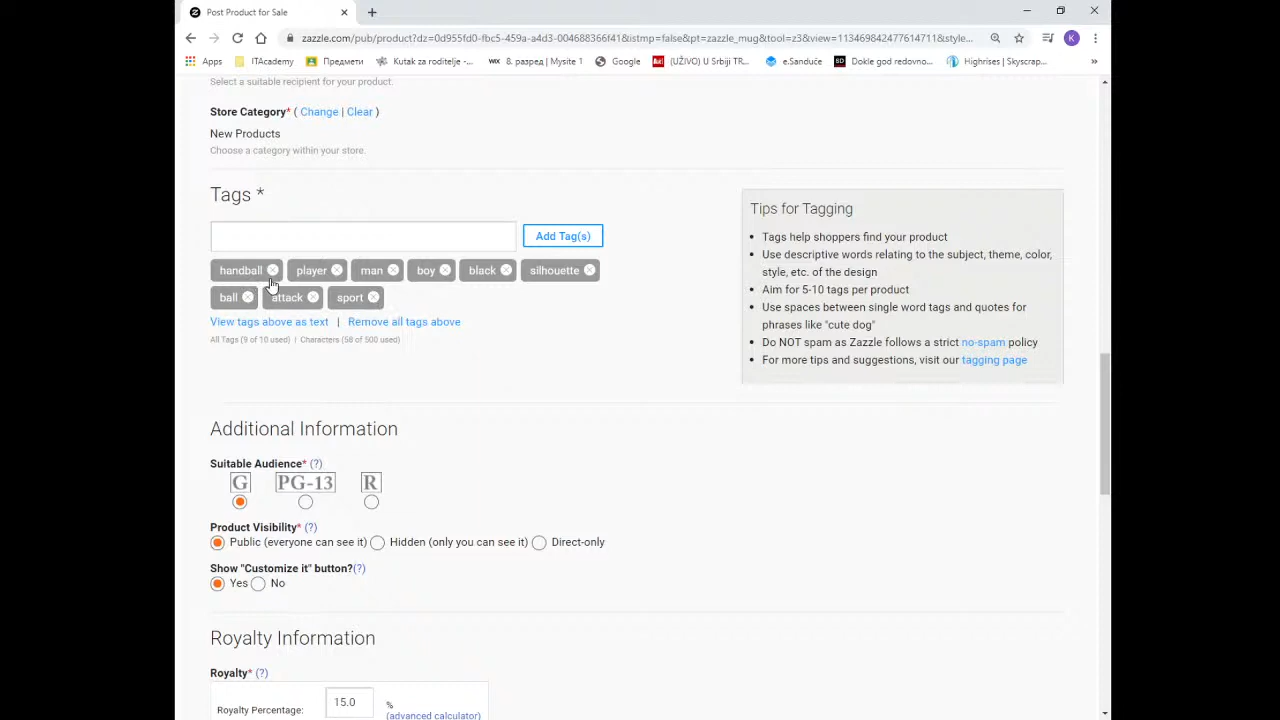 Post Product for Sale
zazzle.com/pub/product?dz=0d955fd0-fbc5-459a-a4d3-004688366f41&istmp=false&pt=zazzle_mug&tool=z3&view=113469842477614711&style...
K
Apps
ITAcademy
Предмети
Kutak za roditelje -...
WIX 8. разред | Mysite 1
Google
(UŽIVO) U Srbiji TR...
e.Sanduče
SD Dokle god redovno...
Highrises | Skyscrap...
»
Select a suitable recipient for your product.
Store Category* ( Change | Clear )
New Products
Choose a category within your store.
Tags *
Add Tag(s)
handball player man boy black silhouette
ball attack sport
View tags above as text | Remove all tags above
All Tags (9 of 10 used) | Characters (58 of 500 used)
Tips for Tagging
• Tags help shoppers find your product
• Use descriptive words relating to the subject, theme, color,
style, etc. of the design
• Aim for 5-10 tags per product
• Use spaces between single word tags and quotes for
phrases like "cute dog"
• Do NOT spam as Zazzle follows a strict no-spam policy
• For more tips and suggestions, visit our tagging page
Additional Information
Suitable Audience* (?)
G PG-13 R
Product Visibility* (?)
Public (everyone can see it) Hidden (only you can see it) Direct-only
Show "Customize it" button?(?)
Yes No
Royalty Information
Royalty* (?)
Royalty Percentage: 15.0 %
(advanced calculator)